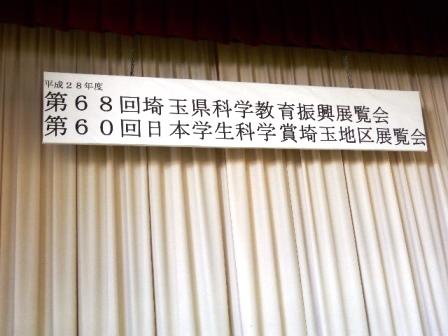 平成２８年度
第６８回埼玉県科学教育振興展覧会
第６０回日本学生科学賞埼玉地区展覧会